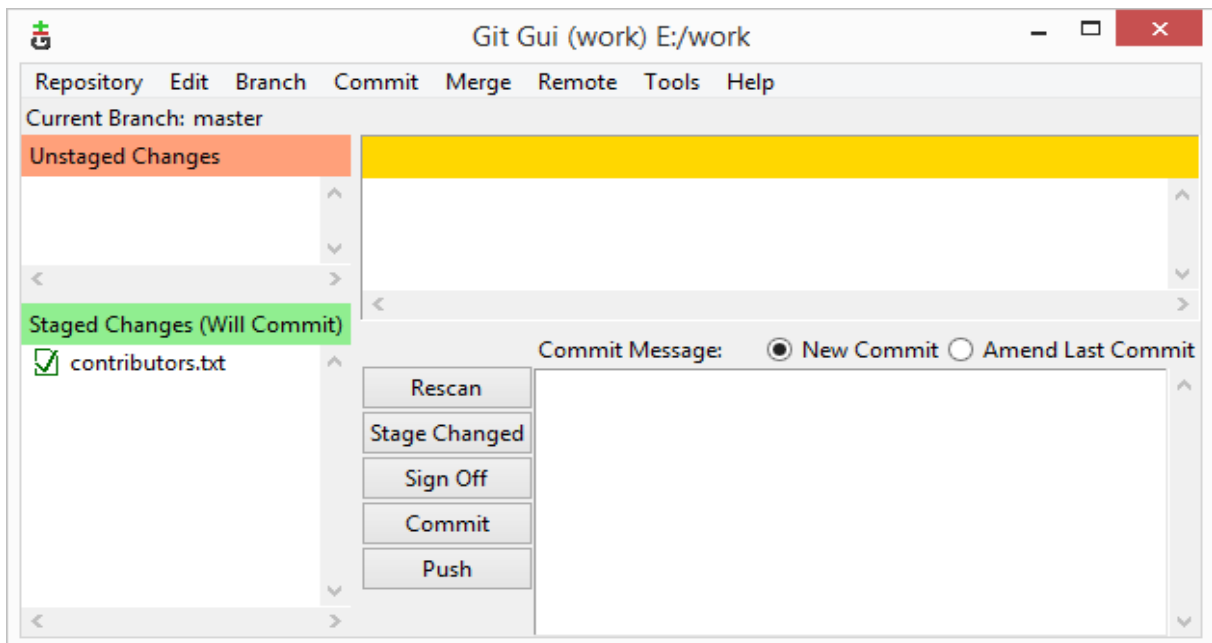 Git Gui (work) E:/work
Repository Edit Branch Commit Merge Remote Tools Help
Current Branch: master
Unstaged Changes
Staged Changes (Will Commit)
contributors.txt
Commit Message: New Commit Amend Last Commit
Rescan
Stage Changed
Sign Off
Commit
Push